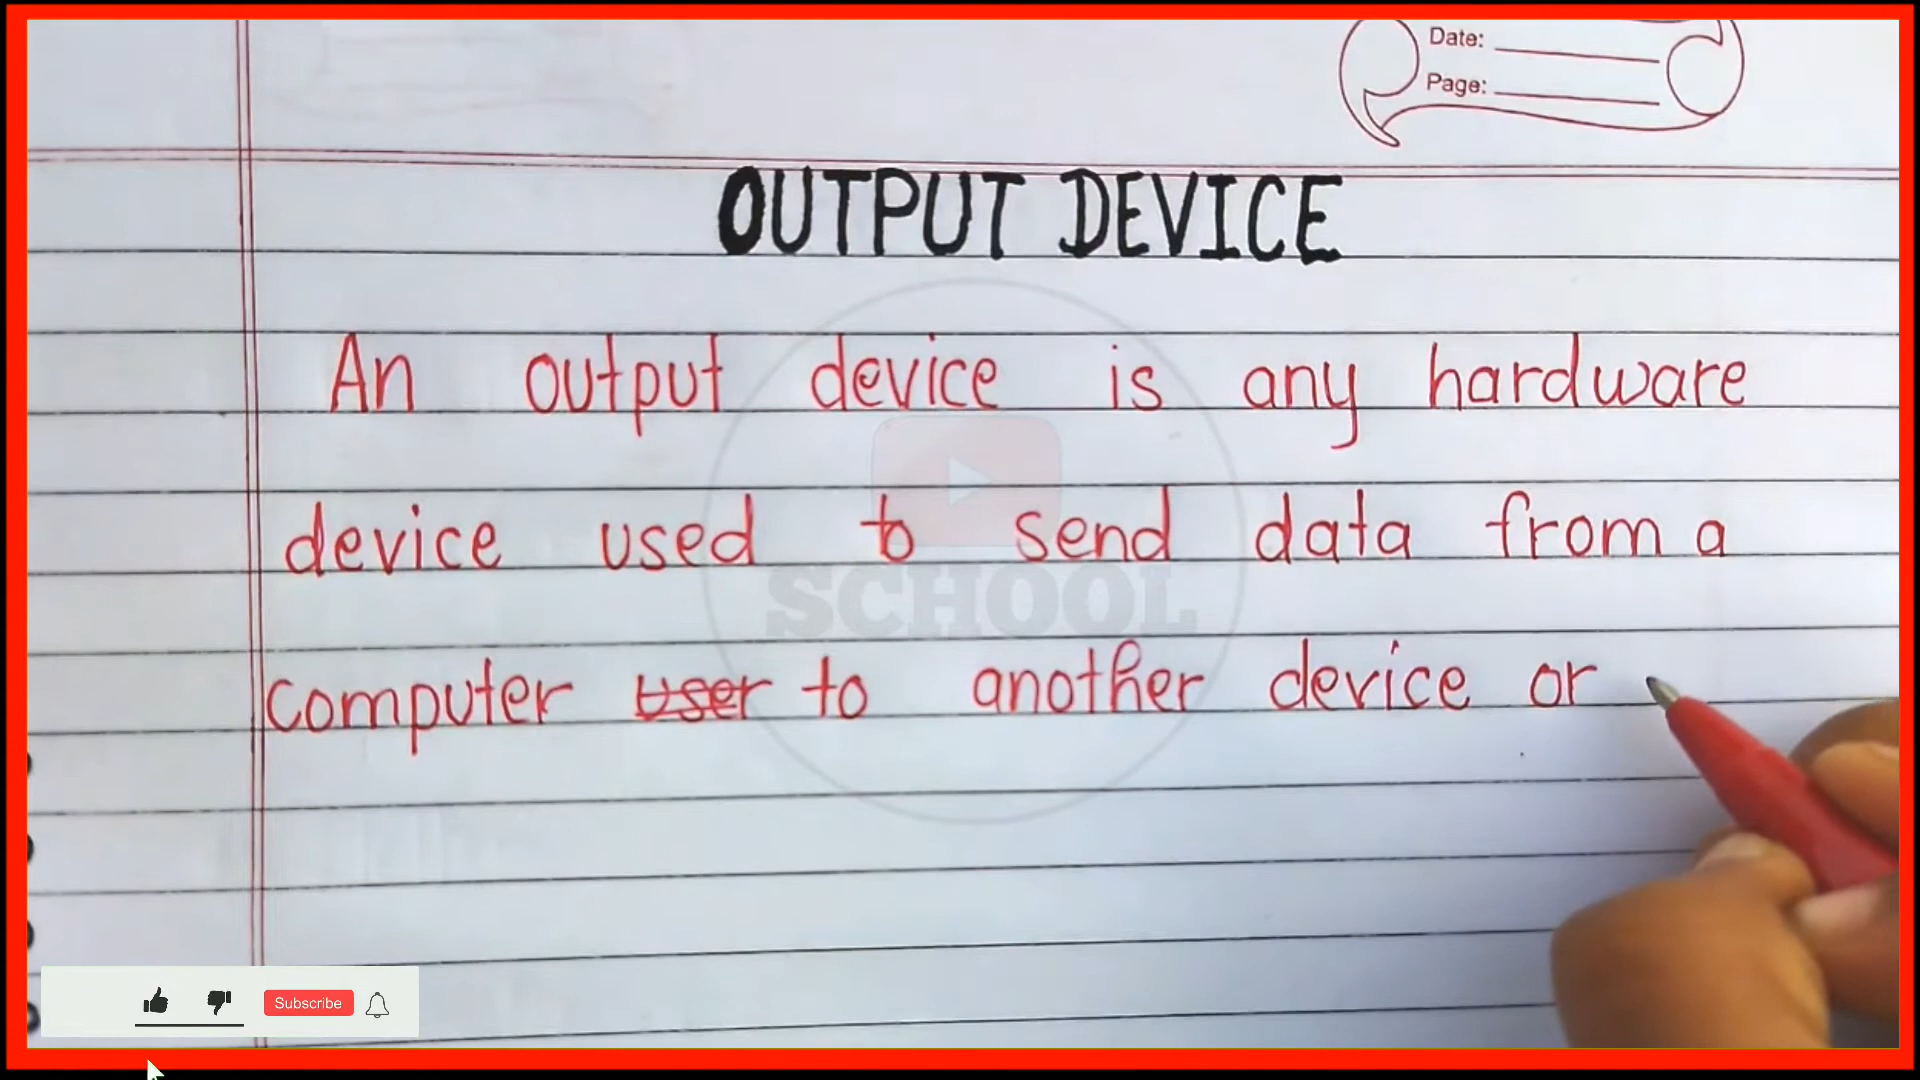 Date:
Page:
OUTPUT DEVICE
An output device is any hardware
device used to send data from a
computer user to another device or
SCHOOL
Subscribe